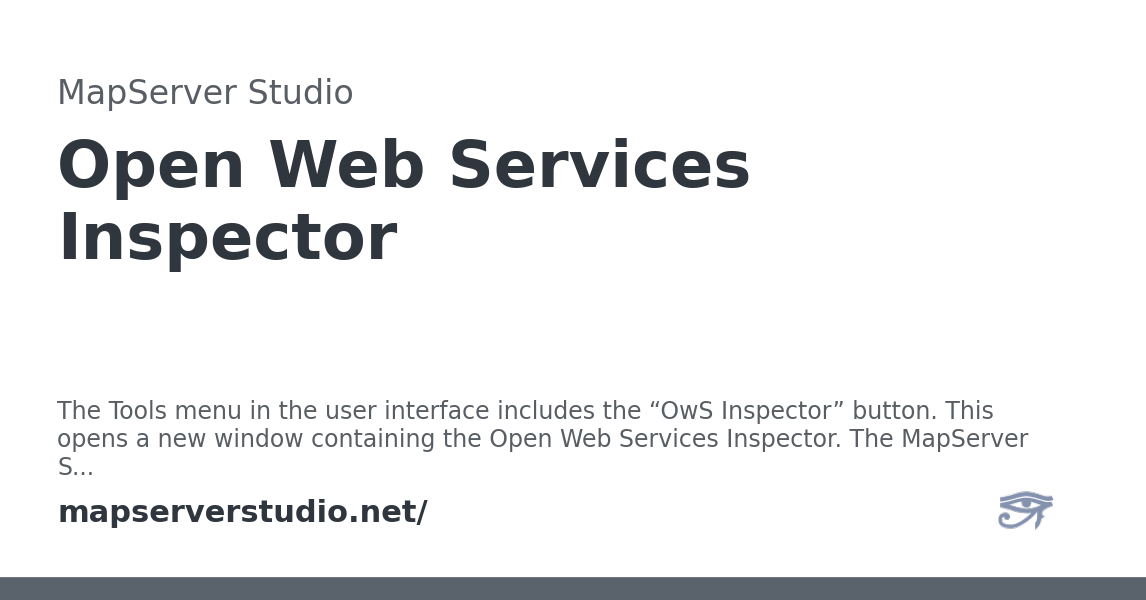 MapServer Studio
Open Web Services
Inspector
The Tools menu in the user interface includes the “OwS Inspector” button. This
opens a new window containing the Open Web Services Inspector. The MapServer
S...
mapserverstudio.net/